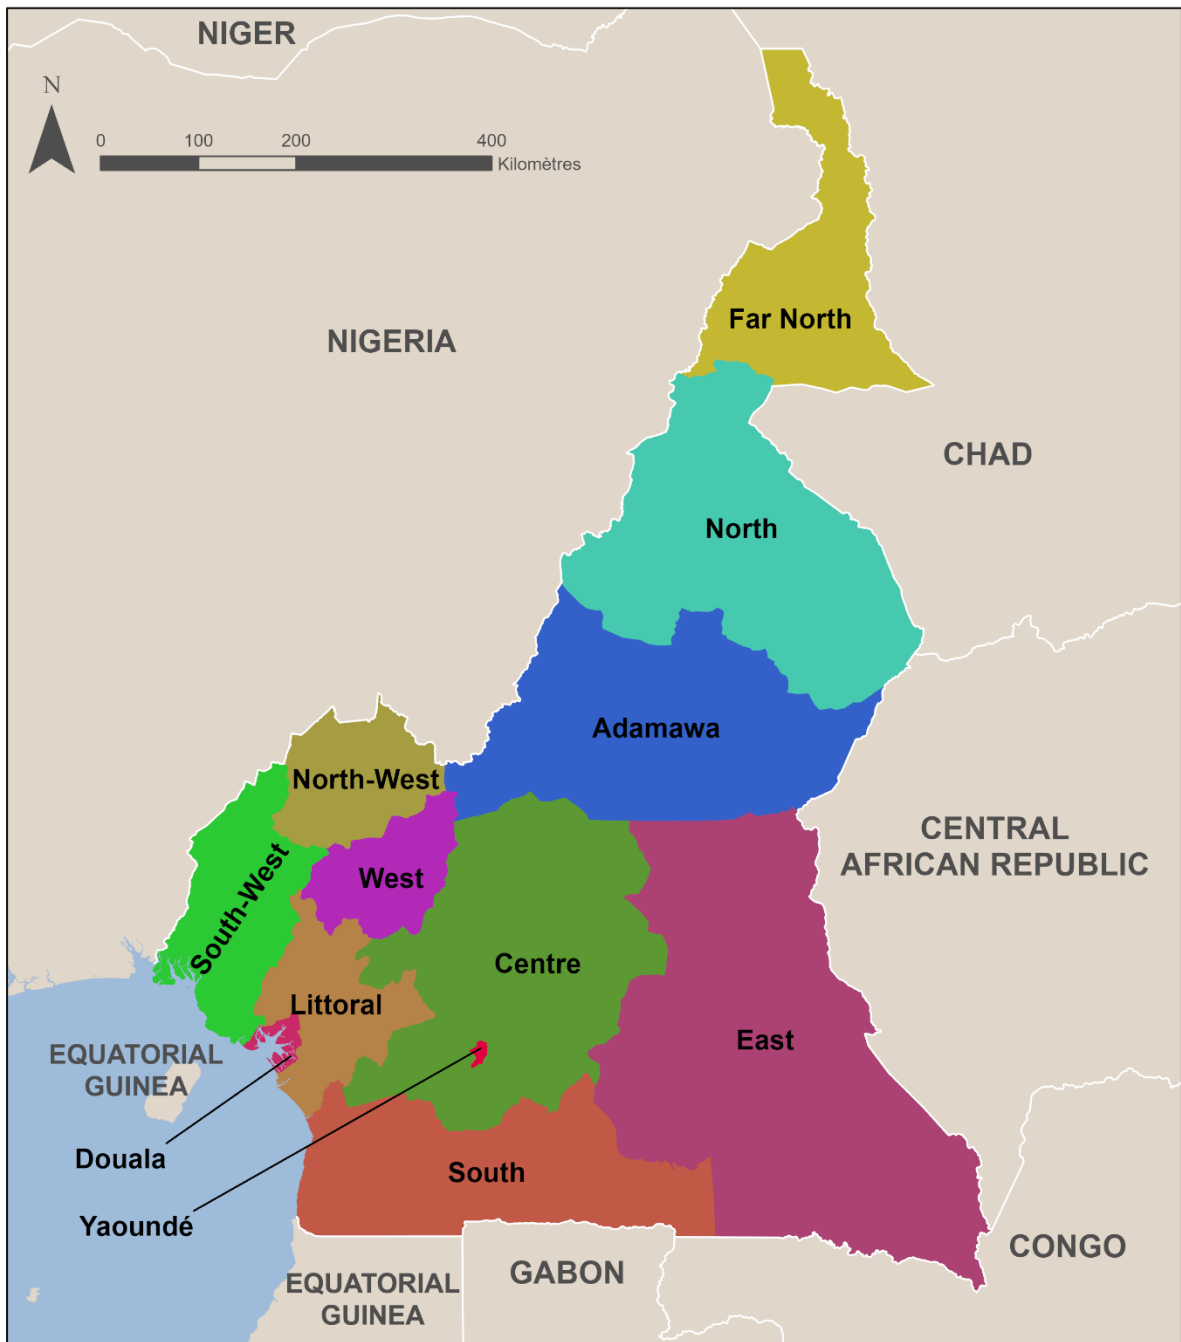 NIGER
N
0 100 200 400
Kilomètres
Far North
NIGERIA
CHAD
North
Adamawa
North-West
CENTRAL
AFRICAN REPUBLIC
West
South-West
Centre
Littoral
East
EQUATORIAL
GUINEA
Douala
South
Yaoundé
CONGO
GABON
EQUATORIAL
GUINEA